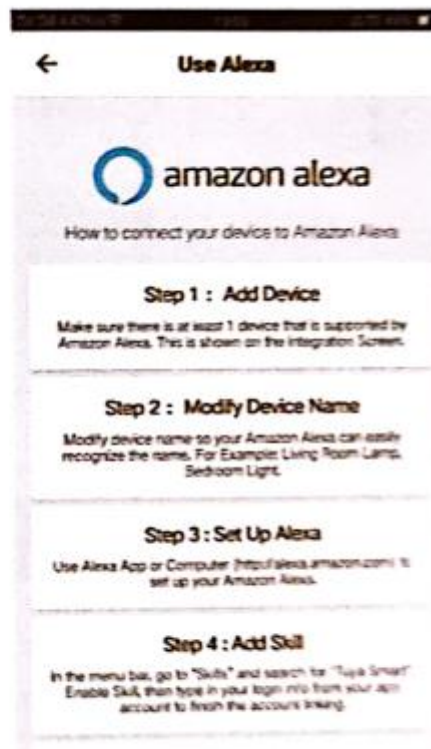 Use Alexa
amazon alexa
How to connect your device to Amazon Alexa
Step 1 : Add Device
Make sure there is at least 1 device that is supported by
Amazon Alexa. This is shown on the Integration Screen.
Step 2 : Modify Device Name
Modify device name so your Amazon Alexa can easily
recognize the name. For Example: Living Room Lamp,
Bedroom Light.
Step 3 : Set Up Alexa
Use Alexa App or Computer (http://alexa.amazon.com) to
set up your Amazon Alexa.
Step 4 : Add Skill
In the menu bar, go to "Skills" and search for "Tuya Smart"
Enable Skill, then type in your login info from your app
account to finish the account linking.